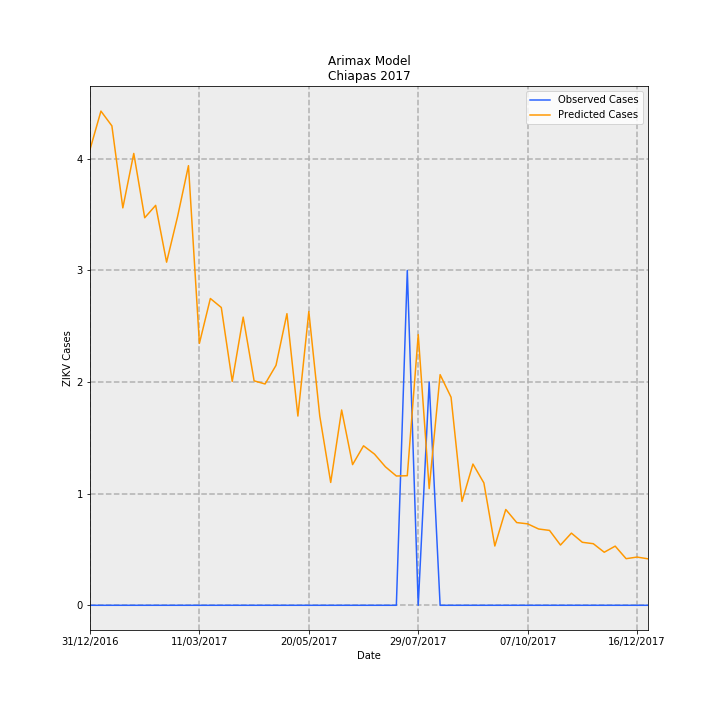 Arimax Model
Chiapas 2017
Observed Cases
Predicted Cases
4
3
2
1
0
ZIKV Cases
31/12/2016
11/03/2017
20/05/2017
29/07/2017
07/10/2017
16/12/2017
Date